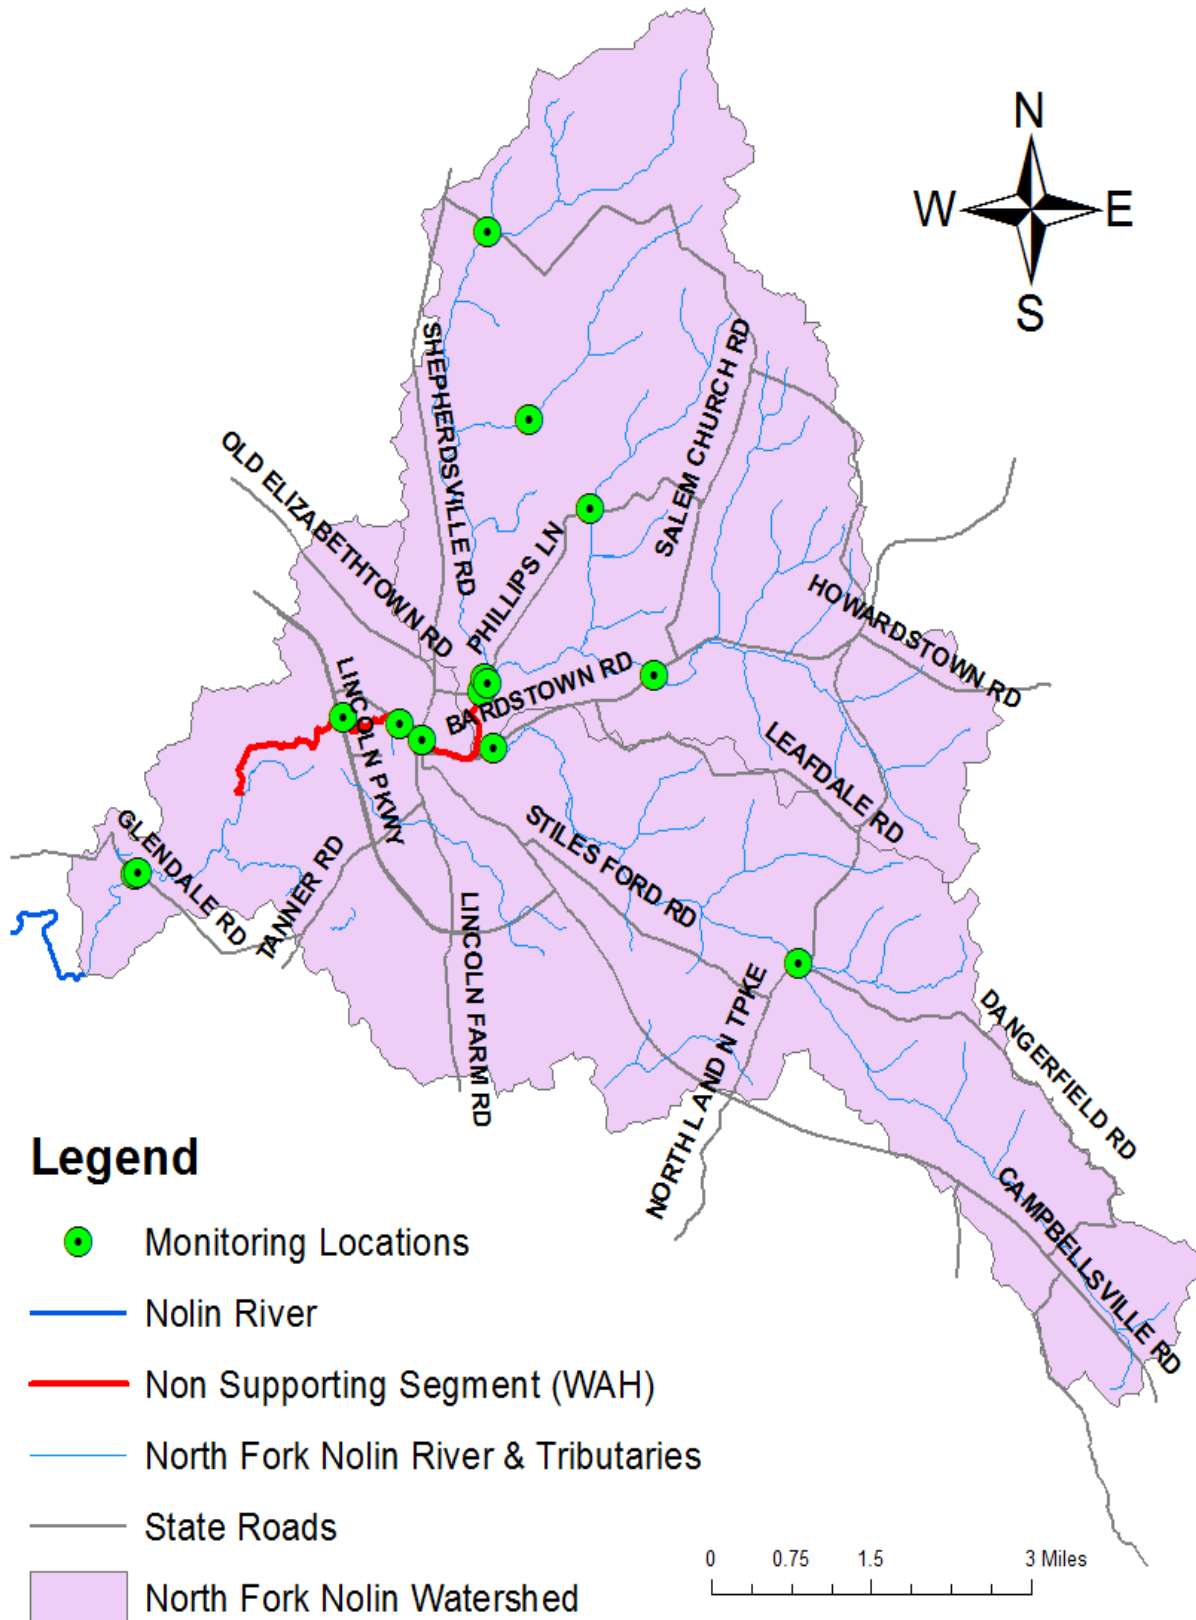 N
W
E
S
SHEPHERDSVILLE RD
SALEM CHURCH RD
OLD ELIZABETHTOWN RD
PHILLIPS LN
HOWARDSTOWN RD
BARDSTOWN RD
LINCOLN PKWY
LEAFDALE RD
STILES FORD RD
GLENDALE RD
TANNER RD
LINCOLN FARM RD
NORTH L AND N TPKE
DANGERFIELD RD
CAMPBELLSVILLE RD
Legend
Monitoring Locations
Nolin River
Non Supporting Segment (WAH)
North Fork Nolin River & Tributaries
State Roads
North Fork Nolin Watershed
0 0.75 1.5 3 Miles